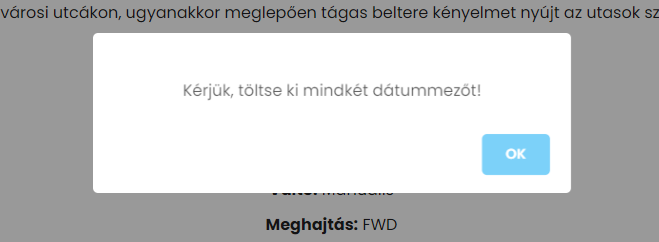 városi utcákon, ugyanakkor meglepően tágas beltere kényelmet nyújt az utasok sz
Kérjük, töltse ki mindkét dátummezőt!
OK
Meghajtás: FWD